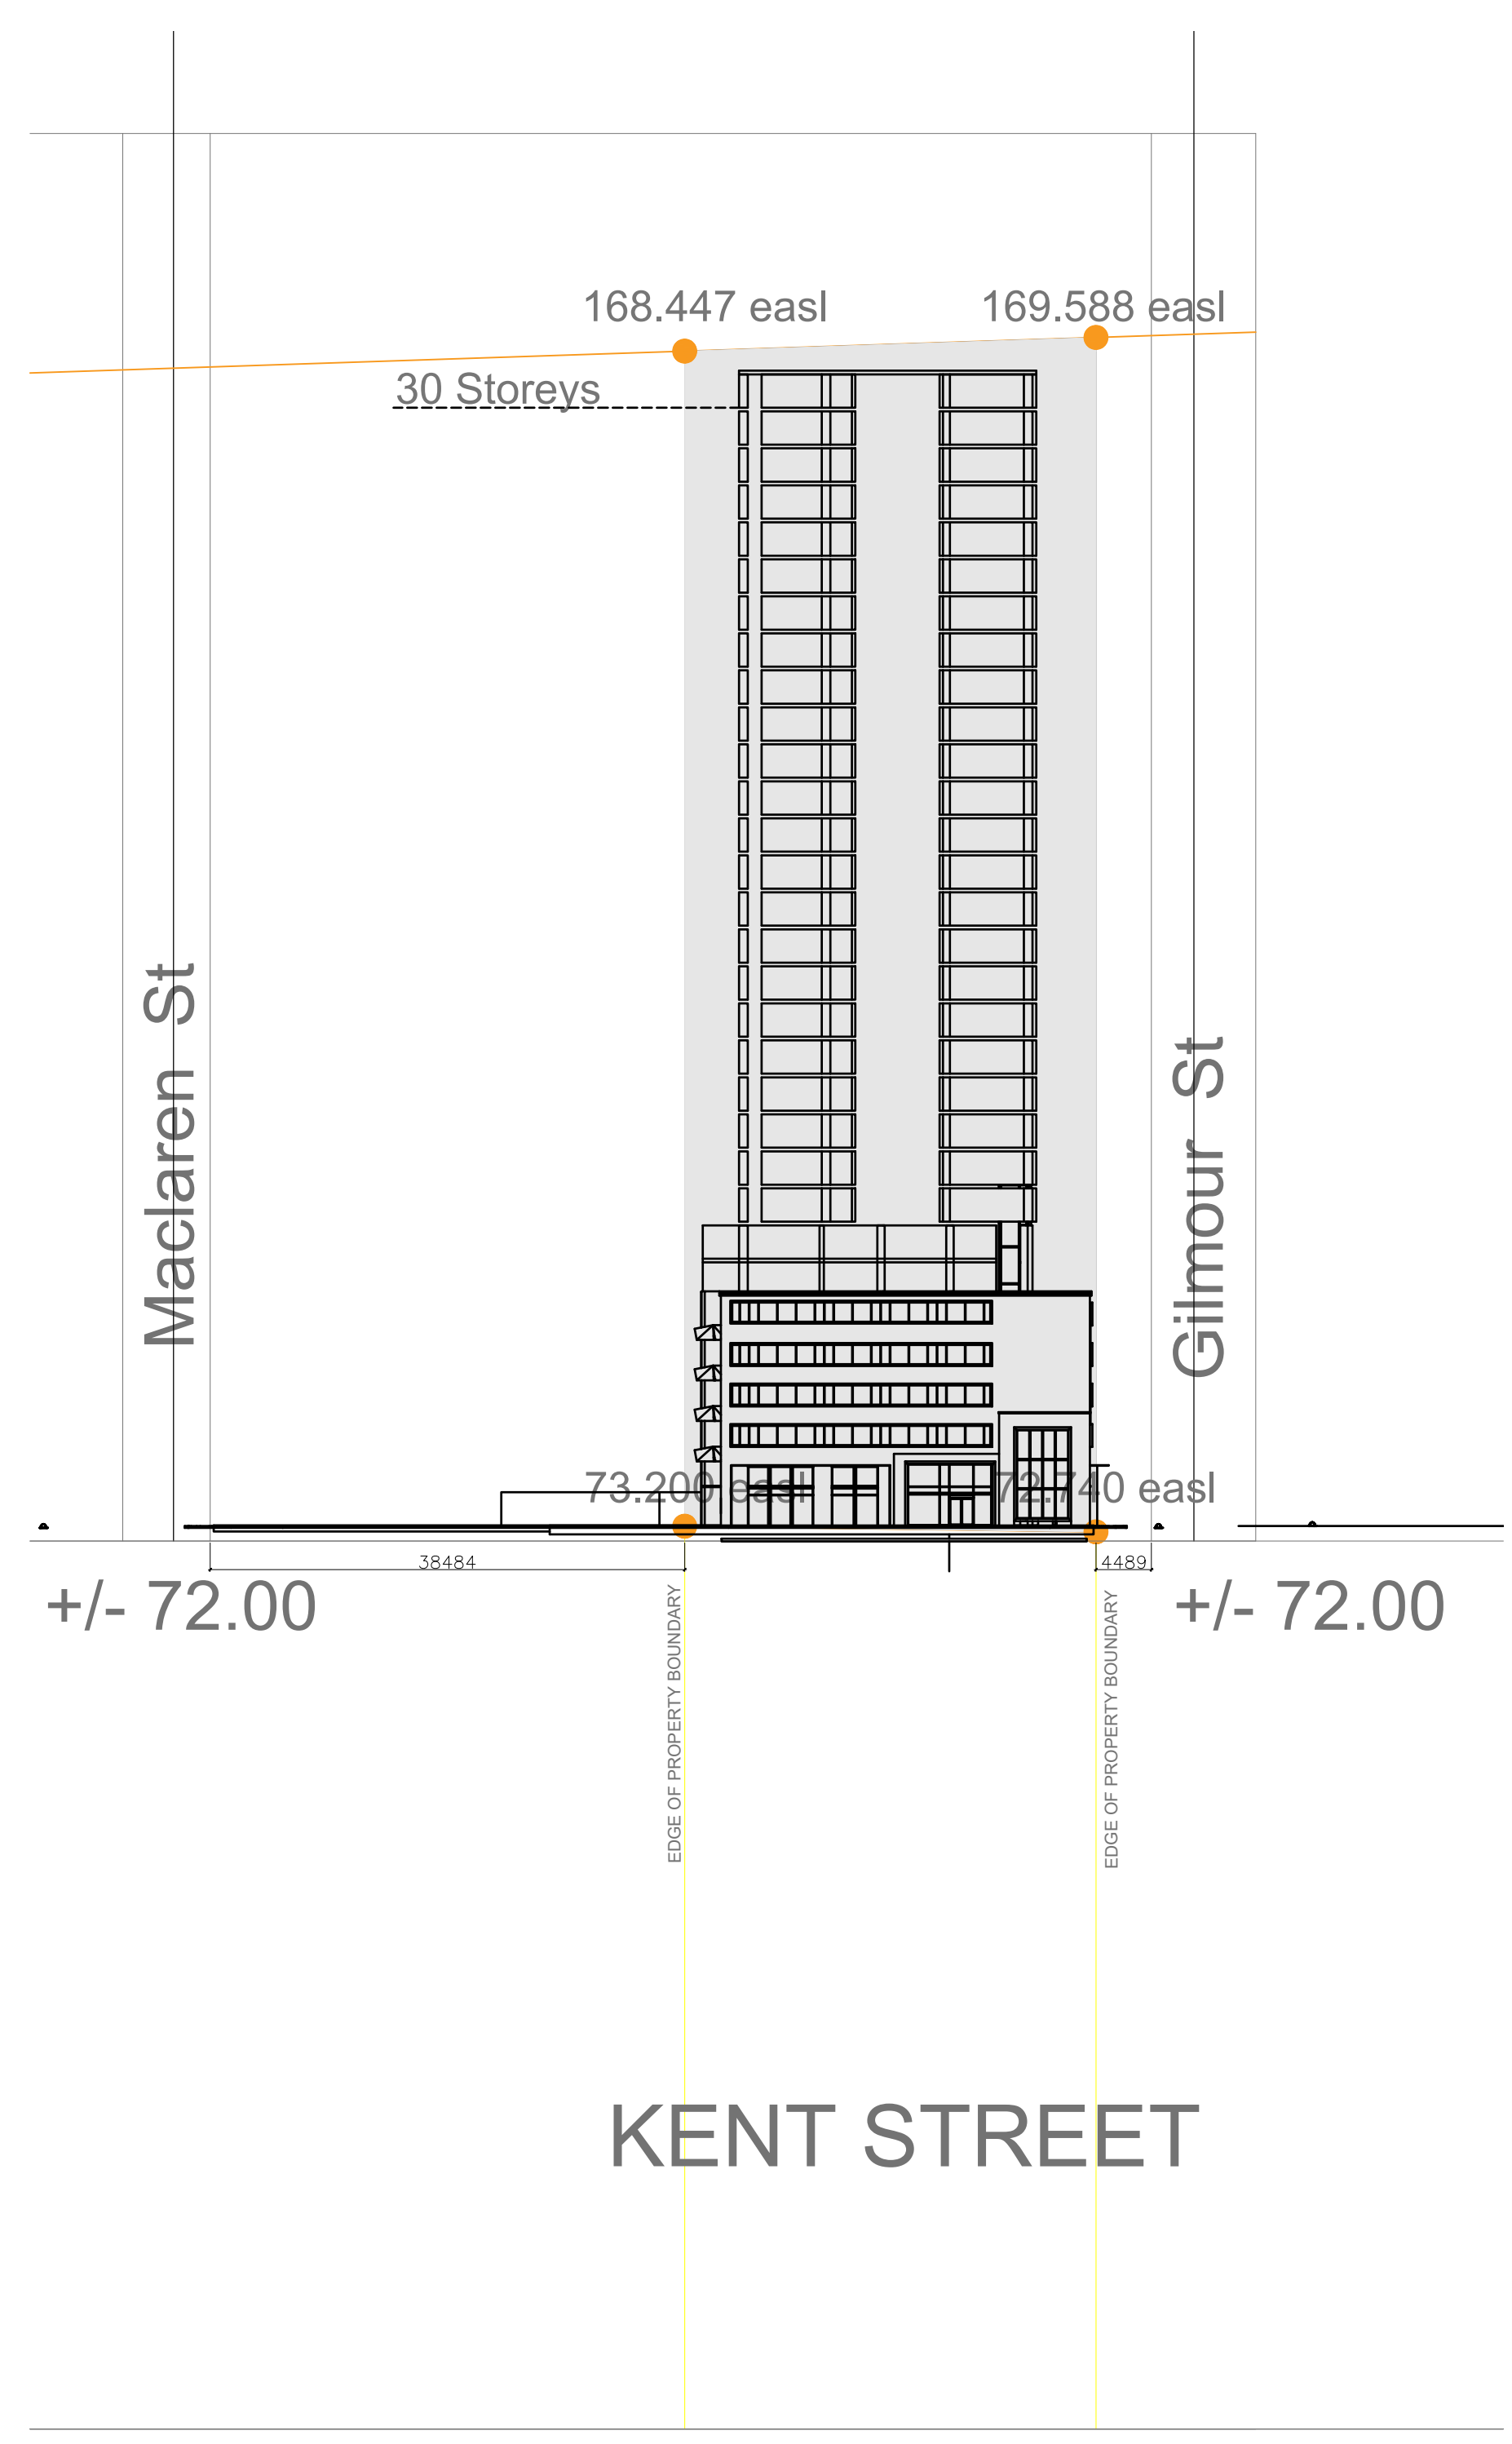 168.447 easl
169.588 easl
30 Storeys
Maclaren St
Gilmour St
73.200 easl
72.740 easl
38484
4489
+/- 72.00
+/- 72.00
EDGE OF PROPERTY BOUNDARY
EDGE OF PROPERTY BOUNDARY
KENT STREET